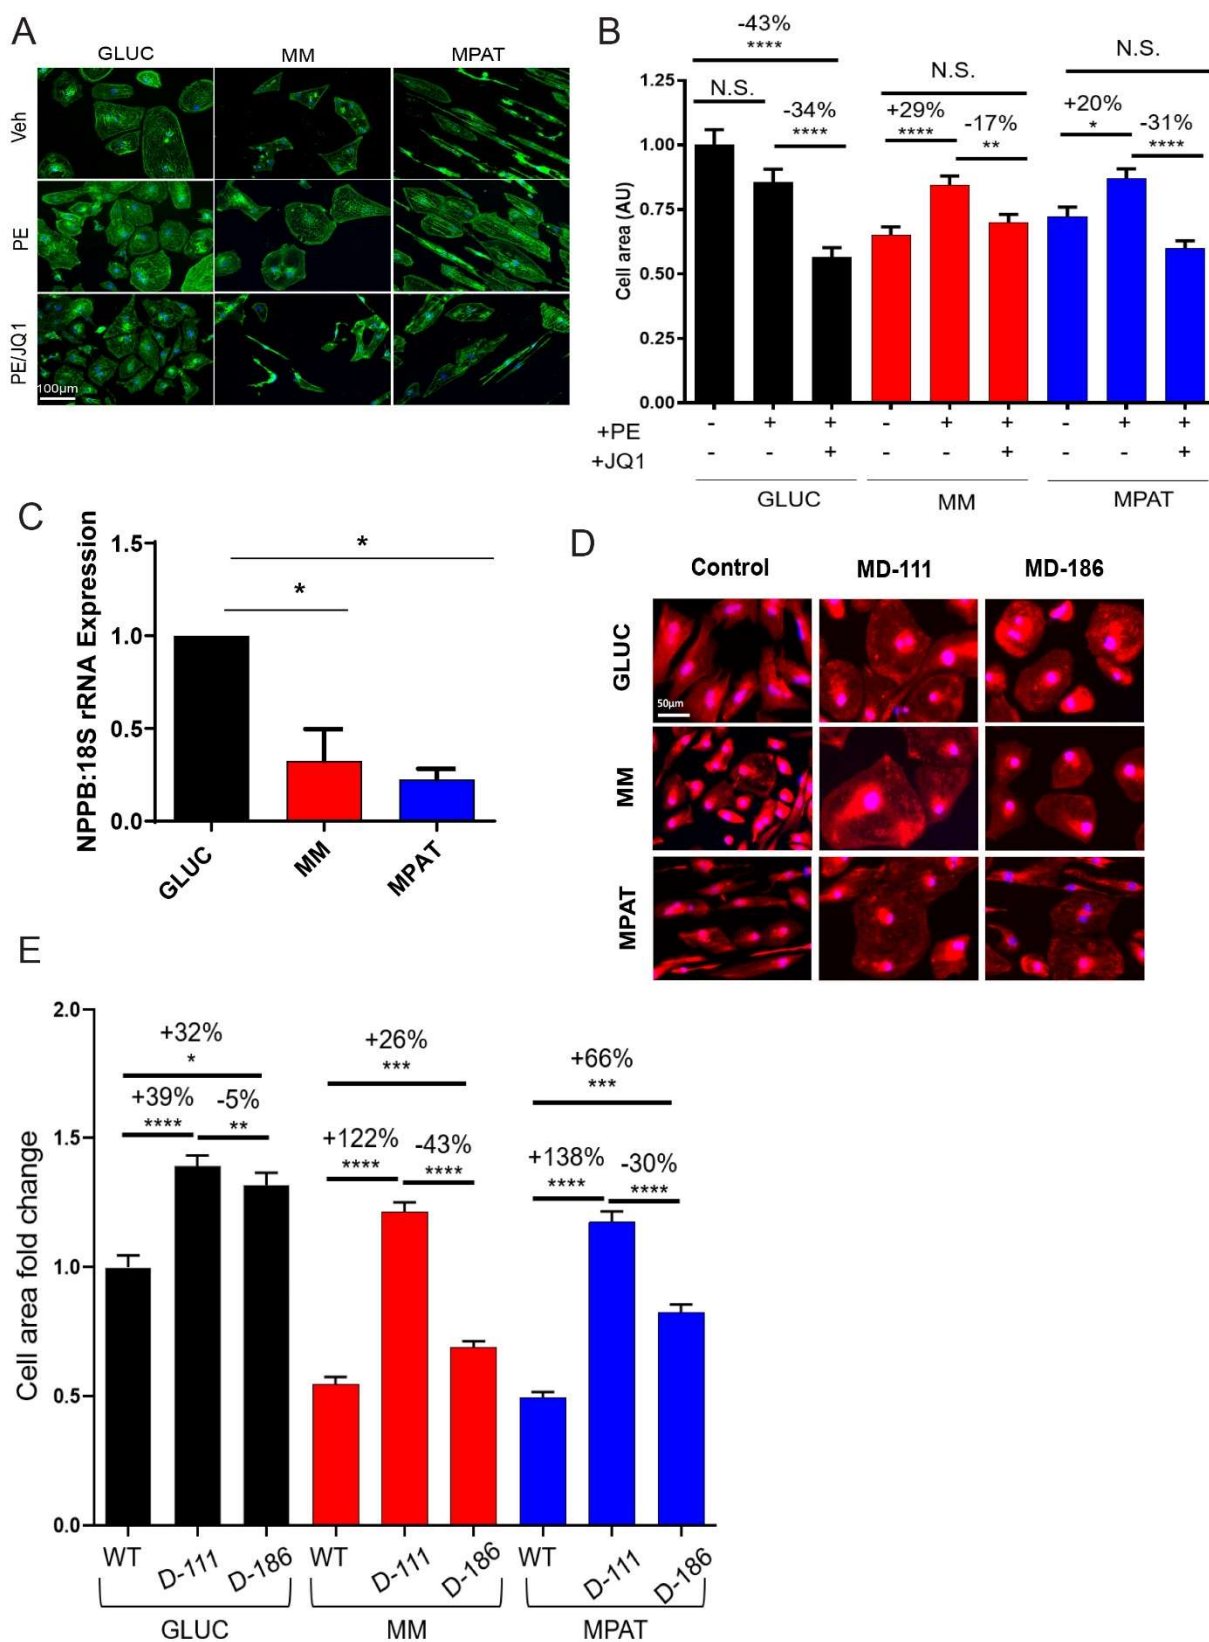 A
GLUC MM MPAT
Veh
PE
PE/JQ1
100µm
B
-43%
****
N.S.
-34%
****
N.S.
+29%
****
-17%
**
N.S.
+20%
*
-31%
****
Cell area (AU)
1.25
1.00
0.75
0.50
0.25
0.00
+PE - + + - + + - + +
+JQ1 - - + - - + - - +
GLUC MM MPAT
C
NPPB:18S rRNA Expression
1.5
1.0
0.5
0.0
*
*
GLUC MM MPAT
D
Control MD-111 MD-186
GLUC
MM
MPAT
50µm
E
Cell area fold change
2.0
1.5
1.0
0.5
0.0
+32%
*
+39%
****
-5%
**
+26%
***
+122%
****
-43%
****
+66%
***
+138%
****
-30%
****
WT D-111 D-186 WT D-111 D-186 WT D-111 D-186
GLUC MM MPAT